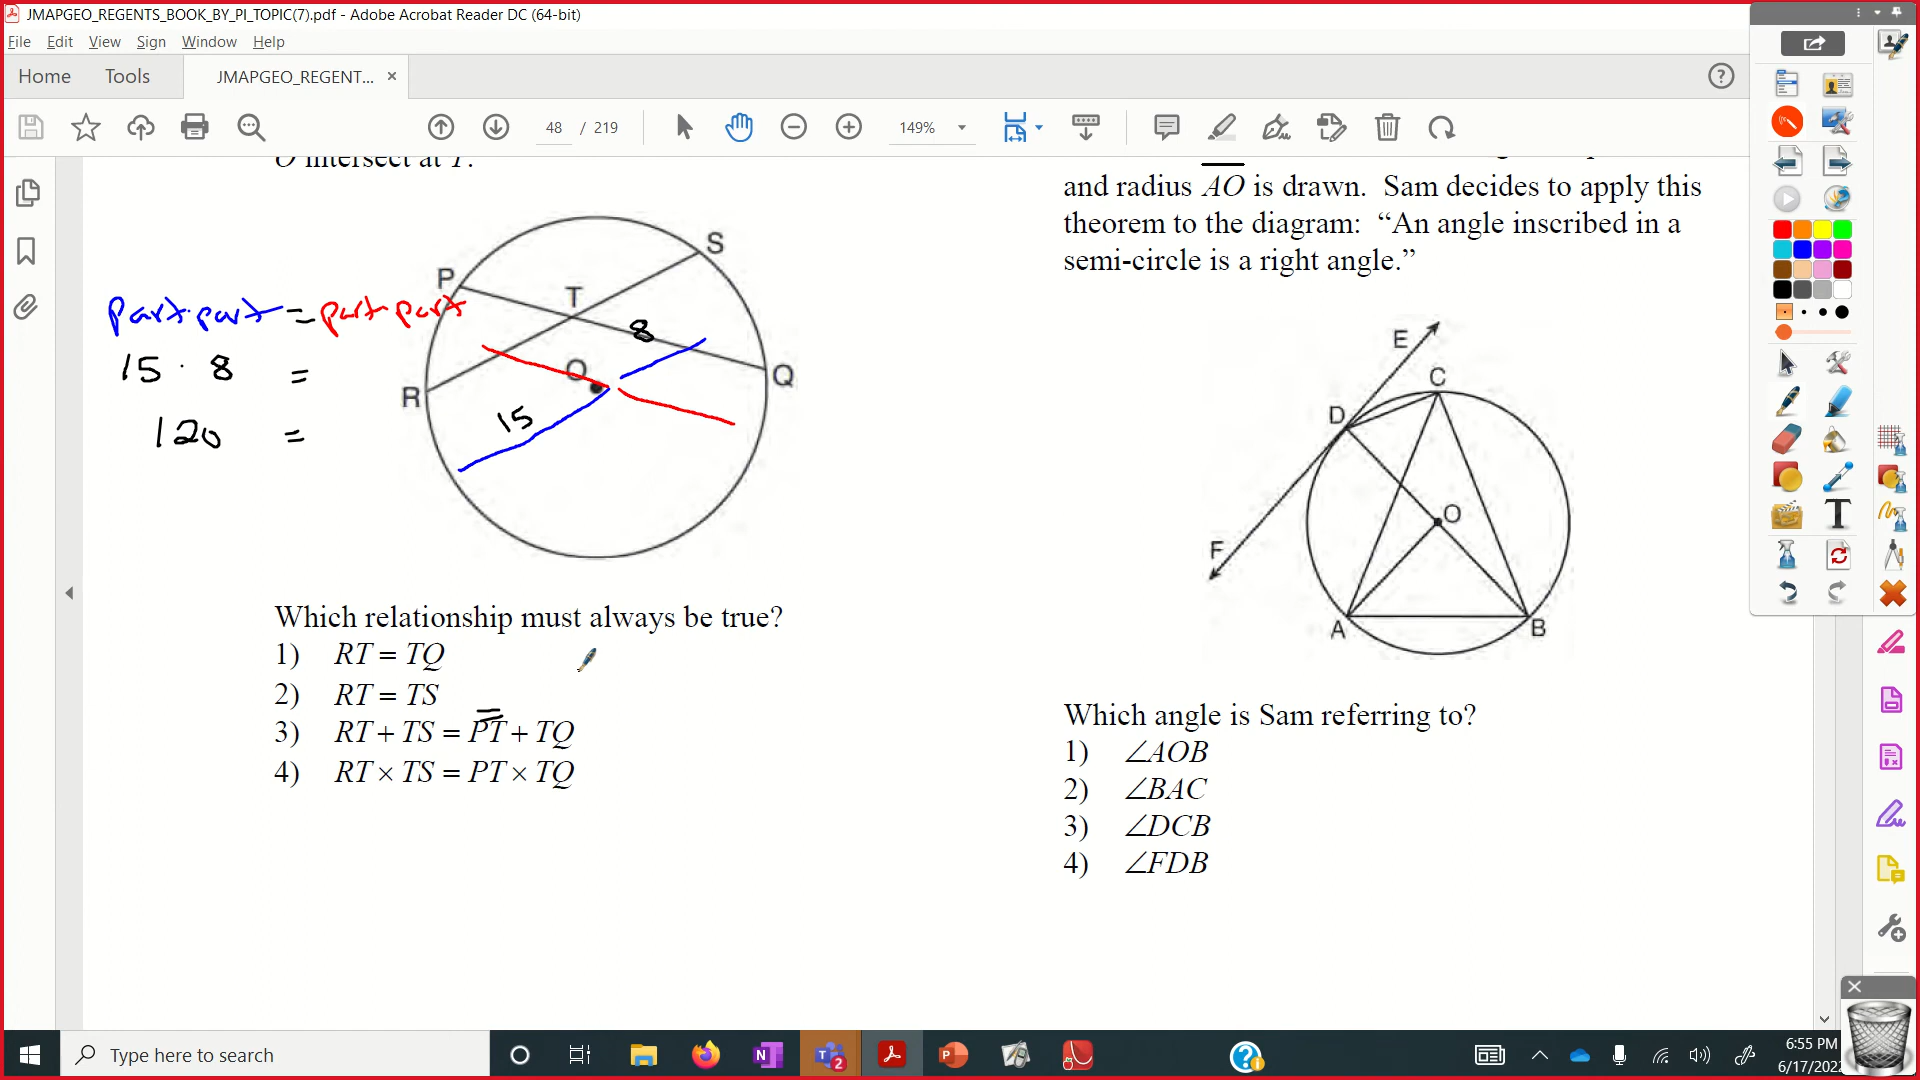 JMAPGEO_REGENTS_BOOK_BY_PI_TOPIC(7).pdf - Adobe Acrobat Reader DC (64-bit)
File Edit View Sign Window Help
Home Tools JMAPGEO_REGENT... ×
48 / 219 149%
O intersect at T.
P S T Q R O
part·part = part·part
15 · 8 =
120 =
8
15
Which relationship must always be true?
1) RT = TQ
2) RT = TS
3) RT + TS = PT + TQ
4) RT × TS = PT × TQ
and radius AO is drawn. Sam decides to apply this
theorem to the diagram: “An angle inscribed in a
semi-circle is a right angle.”
E C D O F A B
Which angle is Sam referring to?
1) ∠AOB
2) ∠BAC
3) ∠DCB
4) ∠FDB
Type here to search
6:55 PM
6/17/2022